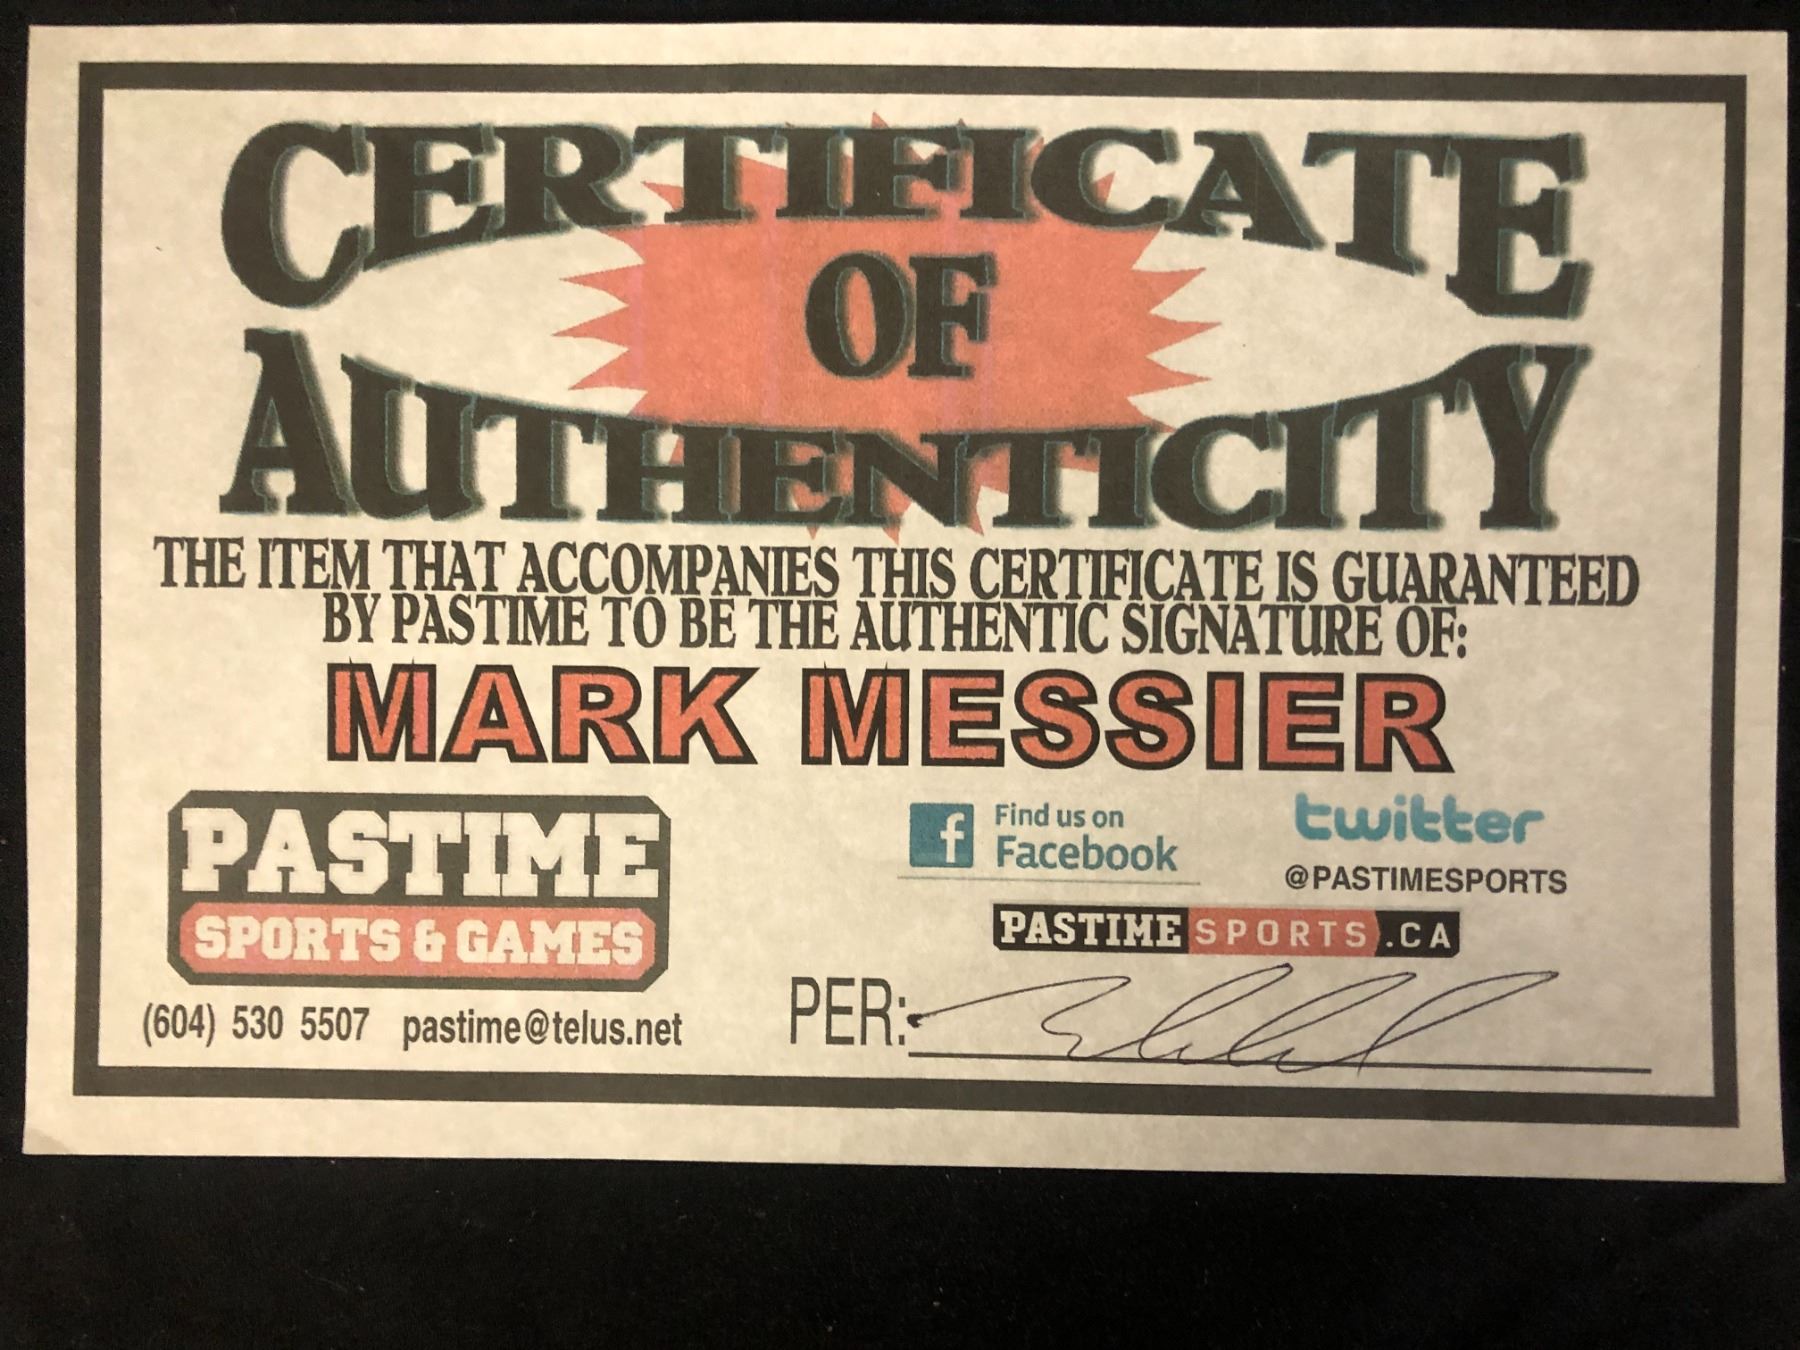 CERTIFICATE
OF
AUTHENTICITY
THE ITEM THAT ACCOMPANIES THIS CERTIFICATE IS GUARANTEED
BY PASTIME TO BE THE AUTHENTIC SIGNATURE OF:
MARK MESSIER
PASTIME
SPORTS & GAMES
(604) 530 5507 pastime@telus.net
f Find us on
Facebook
twitter
@PASTIMESPORTS
PASTIME SPORTS.CA
PER: